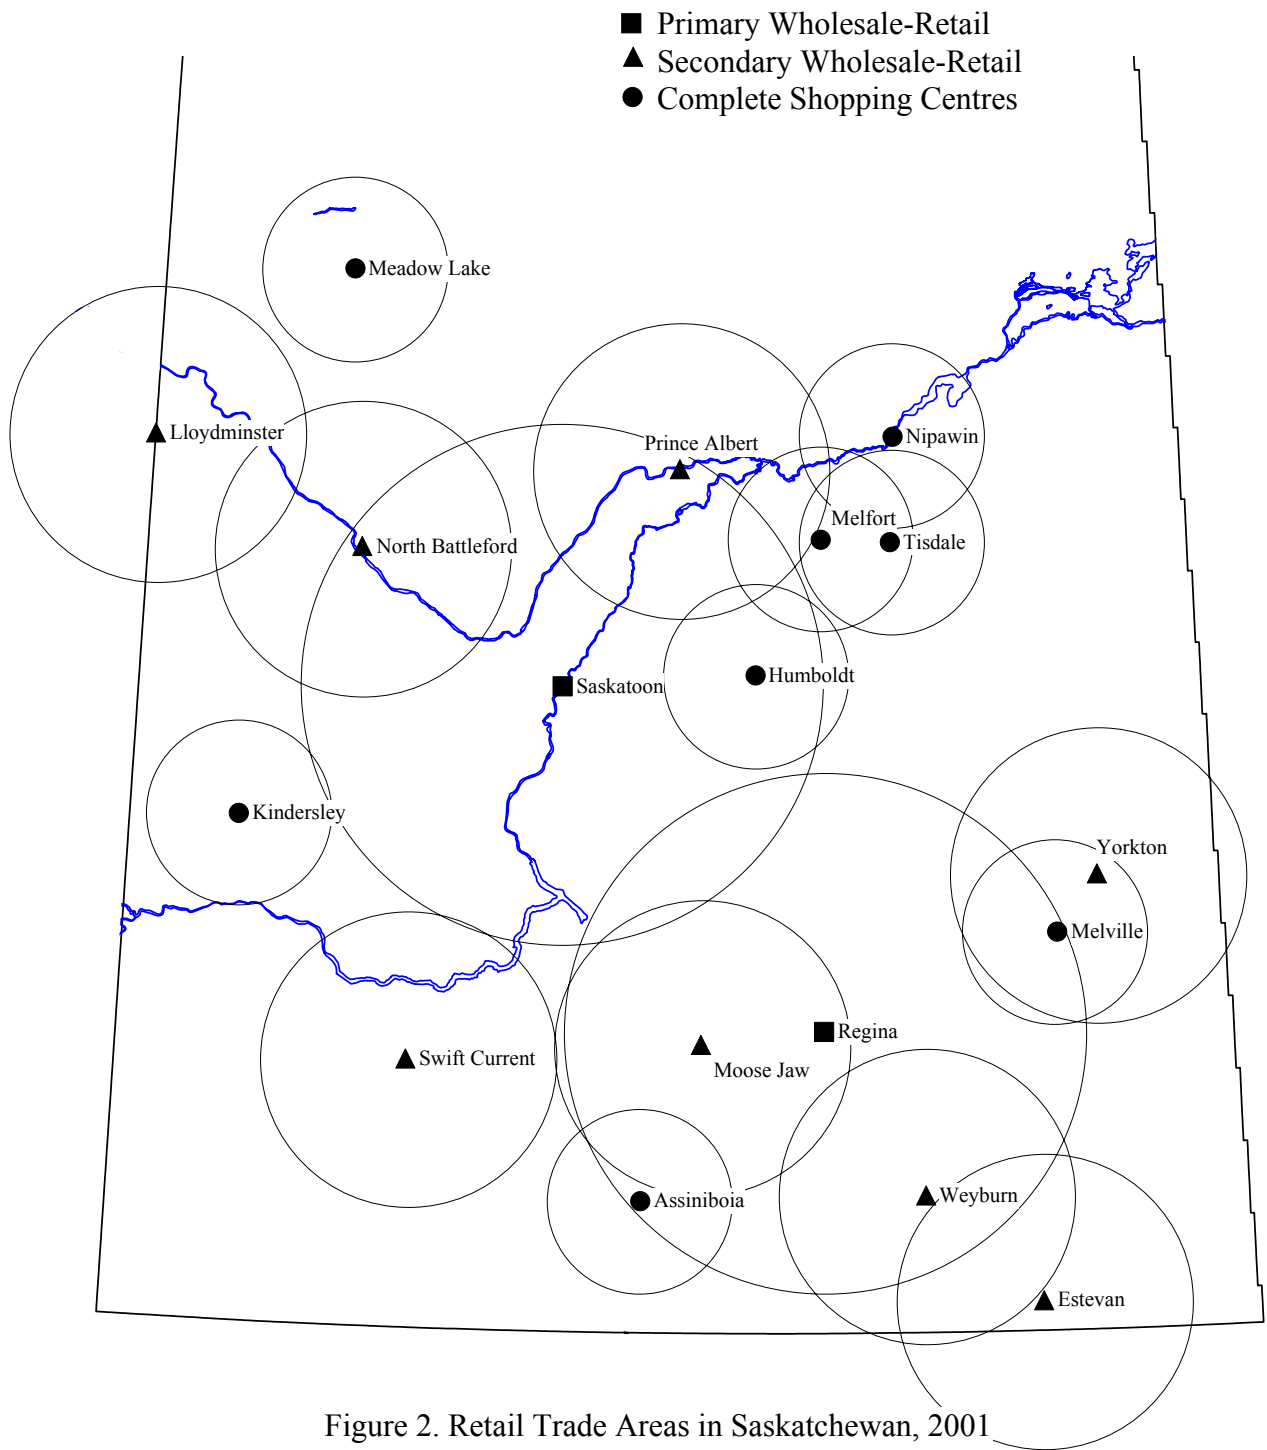 Primary Wholesale-Retail
Secondary Wholesale-Retail
Complete Shopping Centres
Meadow Lake
Lloydminster
Prince Albert
Nipawin
Melfort
Tisdale
North Battleford
Humboldt
Saskatoon
Kindersley
Yorkton
Melville
Regina
Swift Current
Moose Jaw
Assiniboia
Weyburn
Estevan
Figure 2. Retail Trade Areas in Saskatchewan, 2001